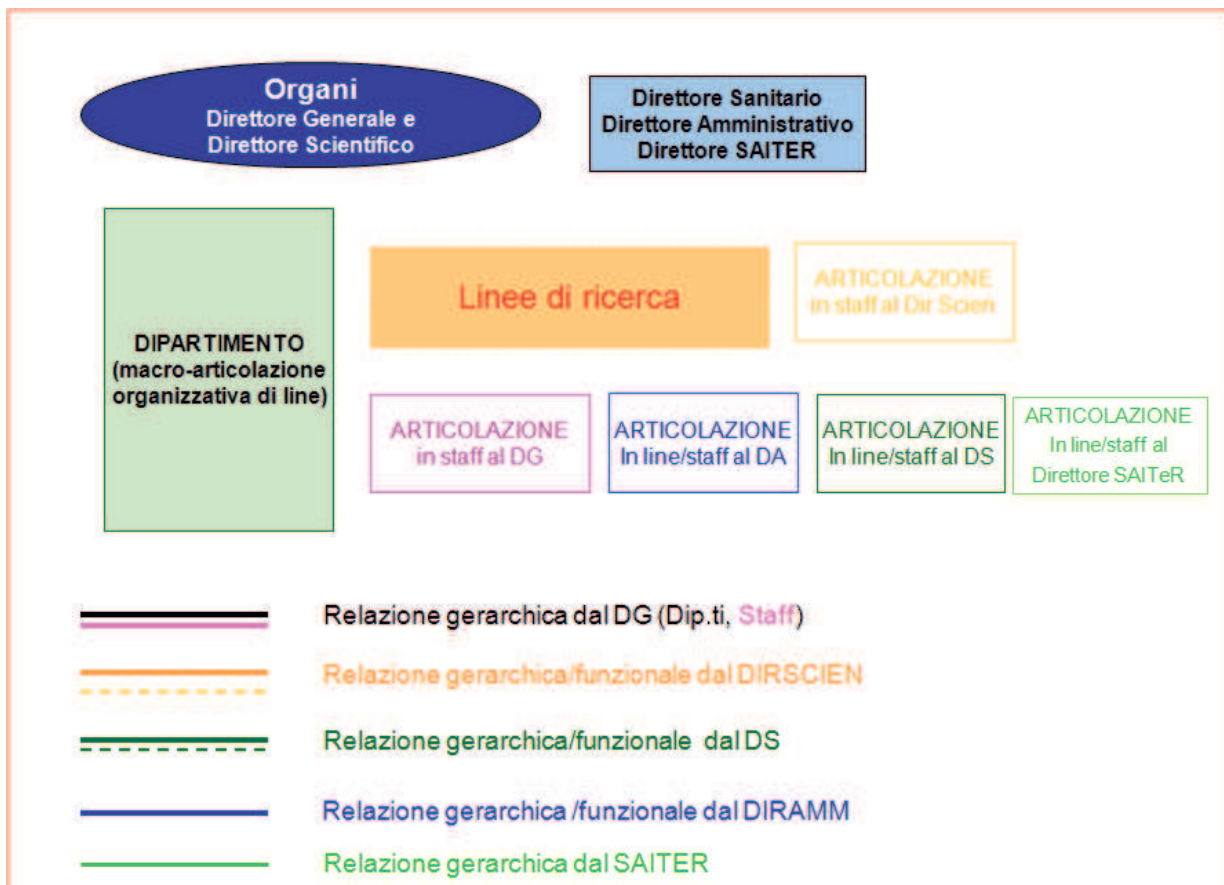 Organi
Direttore Generale e
Direttore Scientifico
Direttore Sanitario
Direttore Amministrativo
Direttore SAITER
DIPARTIMENTO
(macro-articolazione
organizzativa di line)
Linee di ricerca
ARTICOLAZIONE
in staff al Dir Scien
ARTICOLAZIONE
in staff al DG
ARTICOLAZIONE
In line/staff al DA
ARTICOLAZIONE
In line/staff al DS
ARTICOLAZIONE
In line/staff al
Direttore SAITeR
Relazione gerarchica dal DG (Dip.ti, Staff)
Relazione gerarchica/funzionale dal DIRSCIEN
Relazione gerarchica/funzionale dal DS
Relazione gerarchica /funzionale dal DIRAMM
Relazione gerarchica dal SAITER